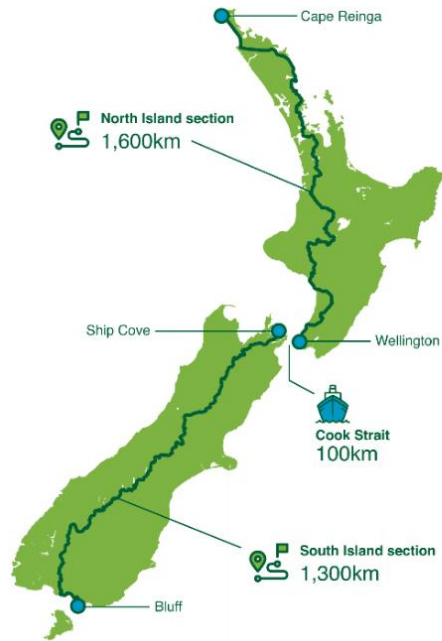 Cape Reinga
North Island section
1,600km
Ship Cove
Wellington
Cook Strait
100km
South Island section
1,300km
Bluff